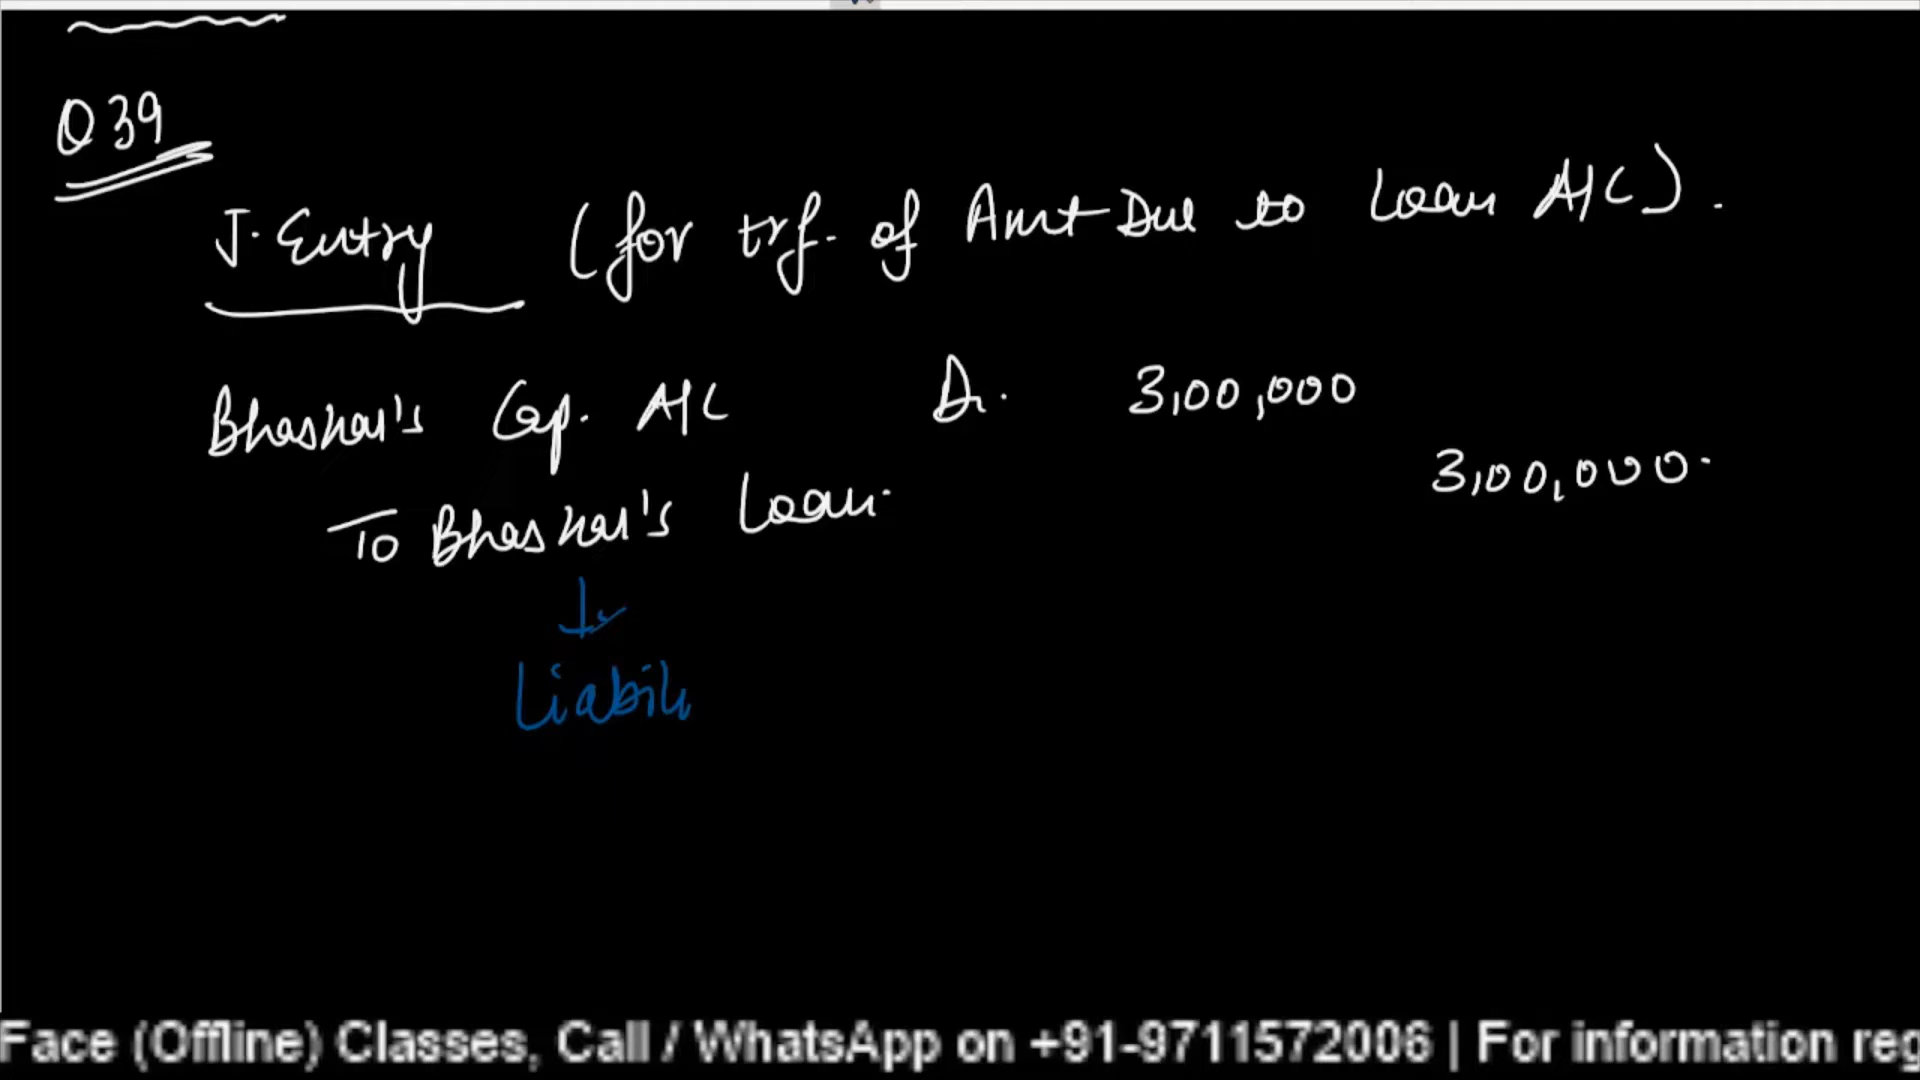 Q 39
J. Entry (for trf. of Amt Due to Loan A/C).
Bhaskar's Cap. A/C Dr. 3,00,000
To Bhaskar's Loan. 3,00,000.
Liabili
Face (Offline) Classes, Call / WhatsApp on +91-9711572006 | For information reg